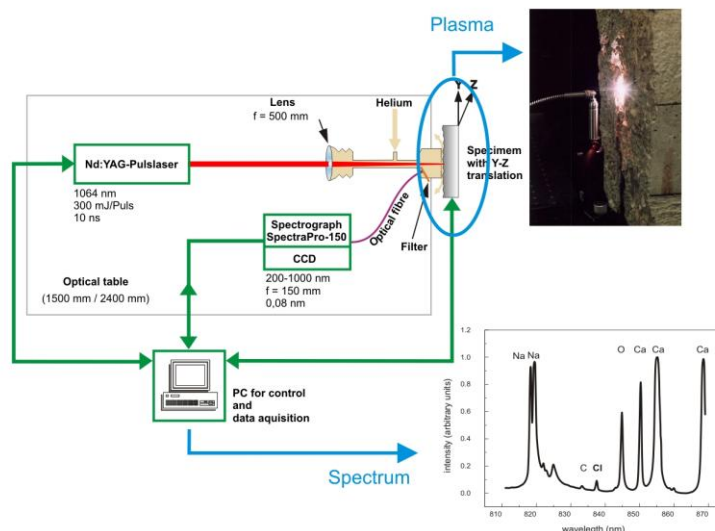 Plasma
Y Z
Lens
f = 500 mm
Helium
Nd:YAG-Pulslaser
1064 nm
300 mJ/Puls
10 ns
Specimem
with Y-Z
translation
Optical fibre
Filter
Spectrograph
SpectraPro-150
CCD
200-1000 nm
f = 150 mm
0,08 nm
Optical table
(1500 mm / 2400 mm)
PC for control
and
data aquisition
Spectrum
intensity (arbitrary units)
1.2
1.0
0.8
0.6
0.4
0.2
0.0
Na Na
O Ca Ca Ca
C Cl
810 820 830 840 850 860 870
wavelegth (nm)